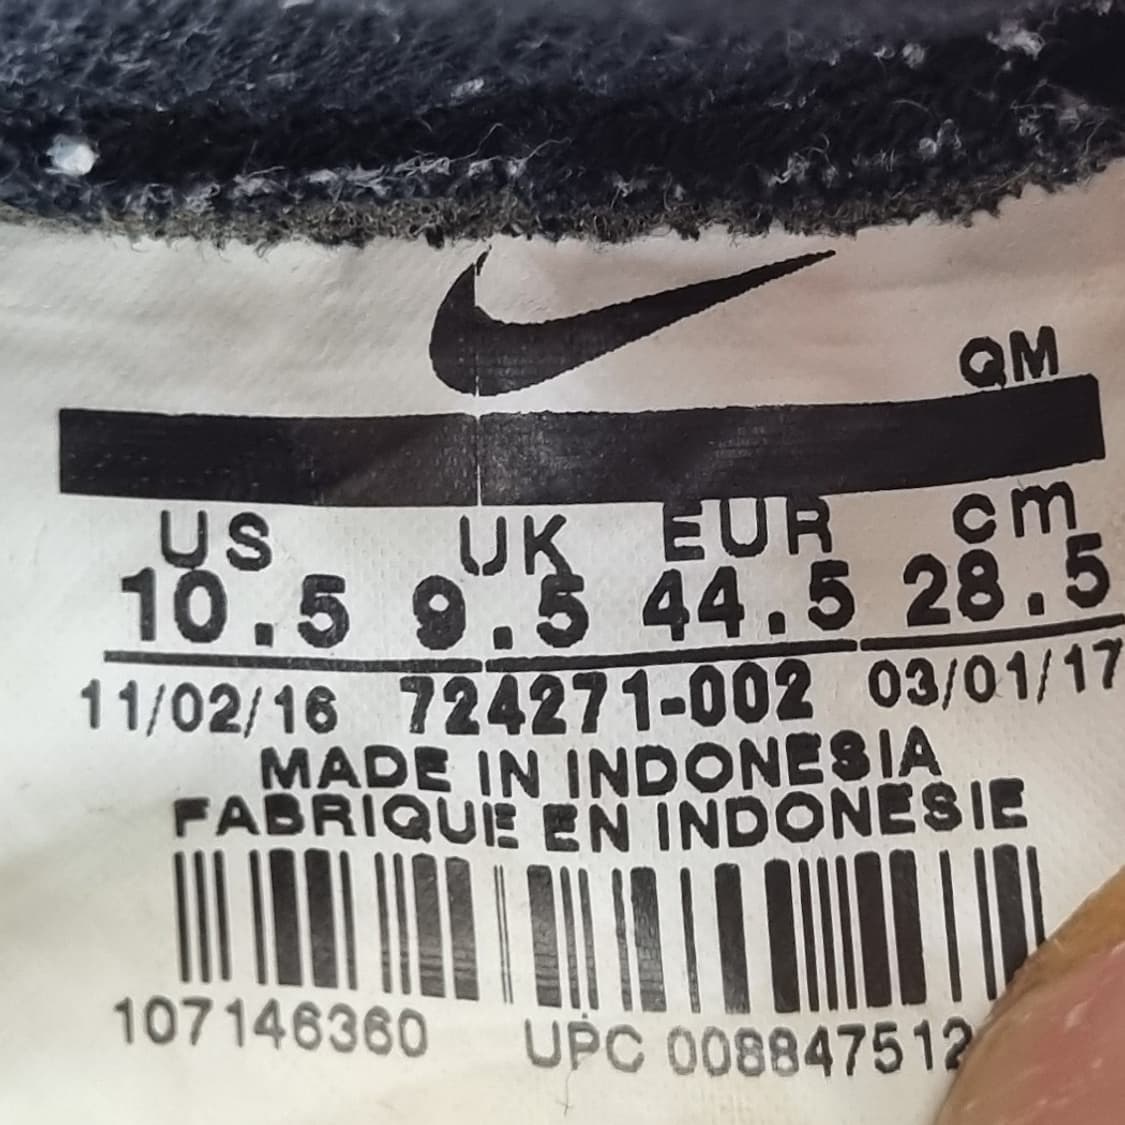 QM
US UK EUR cm
10.5 9.5 44.5 28.5
11/02/16 724271-002 03/01/17
MADE IN INDONESIA
FABRIQUE EN INDONESIE
107146360 UPC 008847512